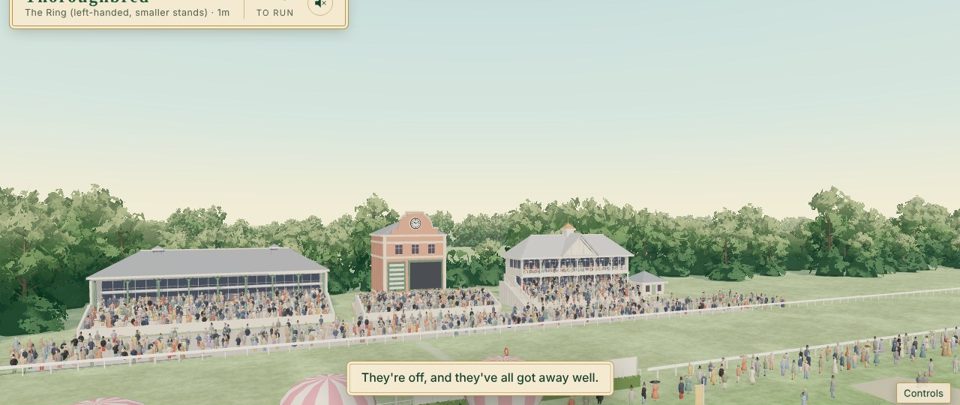 Thoroughbred
The Ring (left-handed, smaller stands) · 1m
TO RUN
They're off, and they've all got away well.
Controls